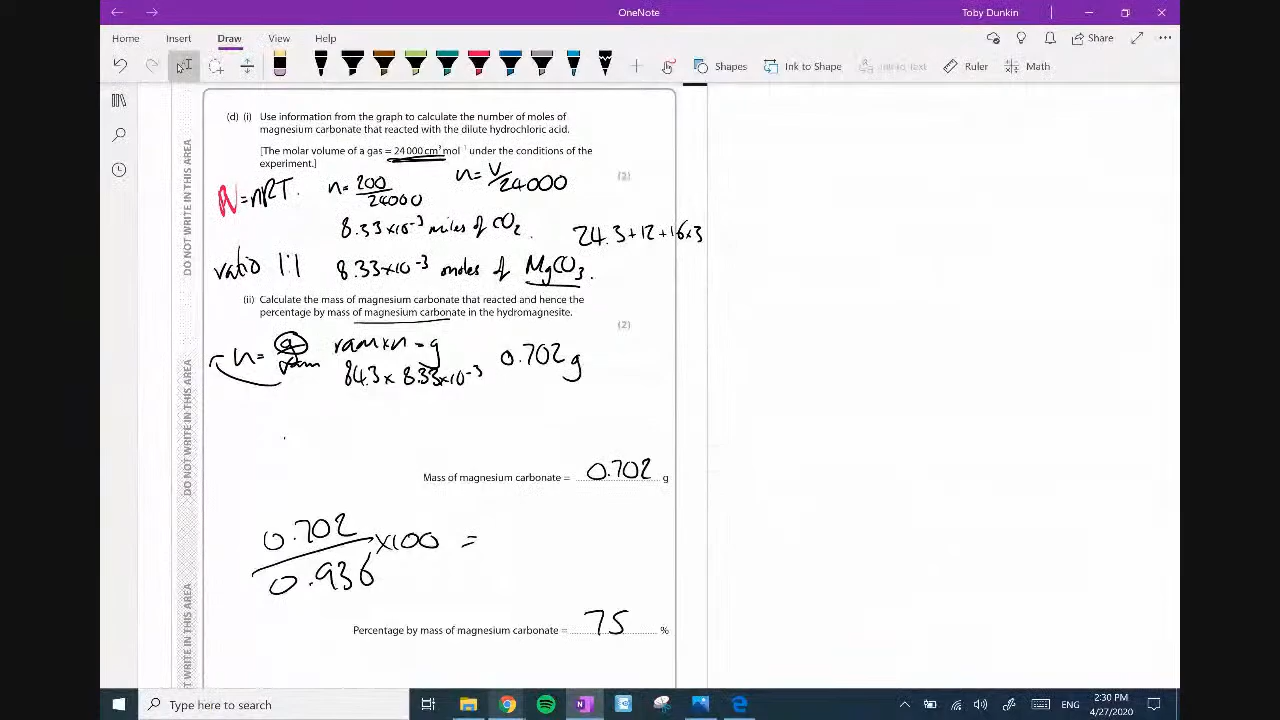 OneNote
Toby Dunkin
Home Insert Draw View Help
Share
Shapes Ink to Shape Ink to Text Ruler Math
(d) (i) Use information from the graph to calculate the number of moles of
magnesium carbonate that reacted with the dilute hydrochloric acid.
[The molar volume of a gas = 24 000 cm³ mol⁻¹ under the conditions of the
experiment.]
(2)
= nRT.
n = 200/24000
n = V/24000
8.33×10⁻³ moles of CO₂.
24.3+12+16×3
ratio 1:1 8.33×10⁻³ moles of MgCO₃.
(ii) Calculate the mass of magnesium carbonate that reacted and hence the
percentage by mass of magnesium carbonate in the hydromagnesite.
(2)
n = g/ram
ram×n = g
84.3 × 8.33×10⁻³
0.702 g
Mass of magnesium carbonate = 0.702 g
0.702/0.936 ×100 =
Percentage by mass of magnesium carbonate = 75 %
DO NOT WRITE IN THIS AREA
DO NOT WRITE IN THIS AREA
T WRITE IN THIS AREA
Type here to search
2:30 PM
4/27/2020